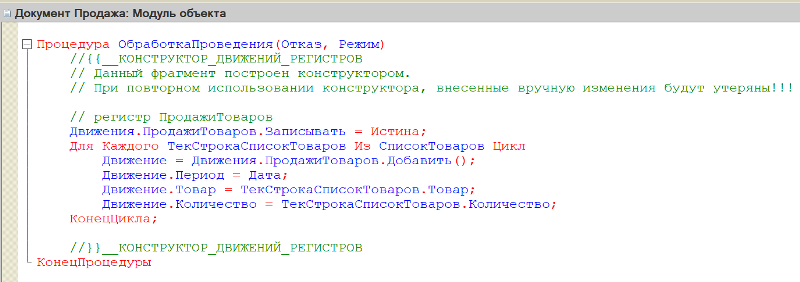 Документ Продажа: Модуль объекта
Процедура ОбработкаПроведения(Отказ, Режим)
//{{__КОНСТРУКТОР_ДВИЖЕНИЙ_РЕГИСТРОВ
// Данный фрагмент построен конструктором.
// При повторном использовании конструктора, внесенные вручную изменения будут утеряны!!!
// регистр ПродажиТоваров
Движения.ПродажиТоваров.Записывать = Истина;
Для Каждого ТекСтрокаСписокТоваров Из СписокТоваров Цикл
Движение = Движения.ПродажиТоваров.Добавить();
Движение.Период = Дата;
Движение.Товар = ТекСтрокаСписокТоваров.Товар;
Движение.Количество = ТекСтрокаСписокТоваров.Количество;
КонецЦикла;
//}}__КОНСТРУКТОР_ДВИЖЕНИЙ_РЕГИСТРОВ
КонецПроцедуры